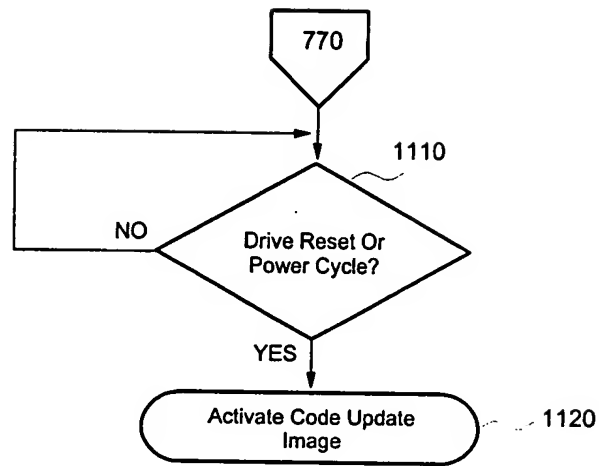 770
1110
NO
Drive Reset Or
Power Cycle?
YES
Activate Code Update
Image
1120